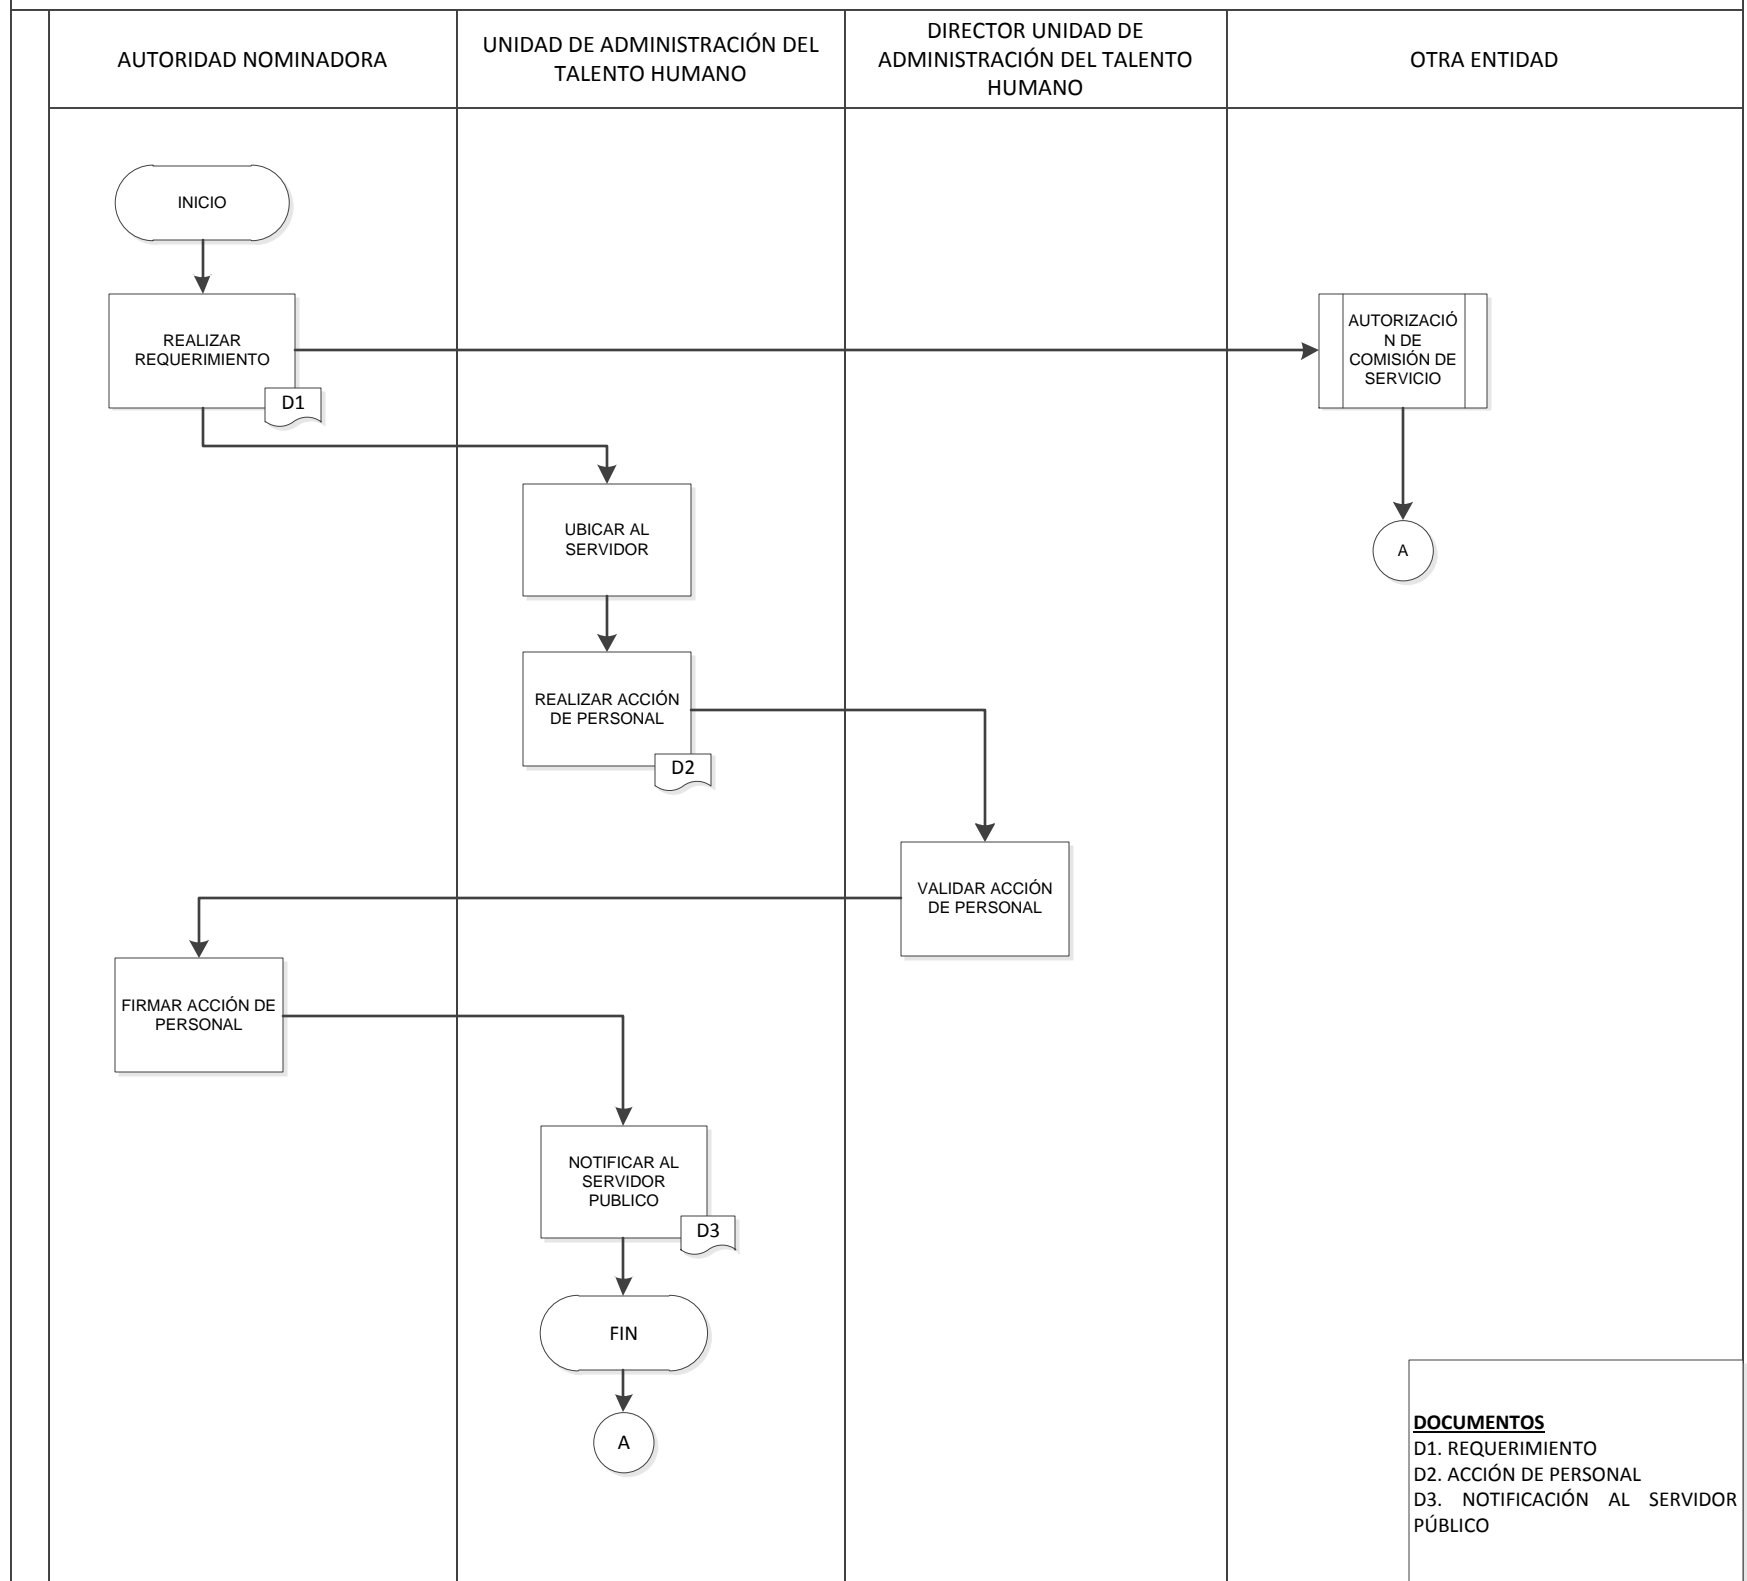 AUTORIDAD NOMINADORA
UNIDAD DE ADMINISTRACIÓN DEL
TALENTO HUMANO
DIRECTOR UNIDAD DE
ADMINISTRACIÓN DEL TALENTO
HUMANO
OTRA ENTIDAD
INICIO
REALIZAR
REQUERIMIENTO
D1
AUTORIZACIÓ
N DE
COMISIÓN DE
SERVICIO
UBICAR AL
SERVIDOR
A
REALIZAR ACCIÓN
DE PERSONAL
D2
VALIDAR ACCIÓN
DE PERSONAL
FIRMAR ACCIÓN DE
PERSONAL
NOTIFICAR AL
SERVIDOR
PUBLICO
D3
FIN
A
DOCUMENTOS
D1. REQUERIMIENTO
D2. ACCIÓN DE PERSONAL
D3. NOTIFICACIÓN AL SERVIDOR
PÚBLICO